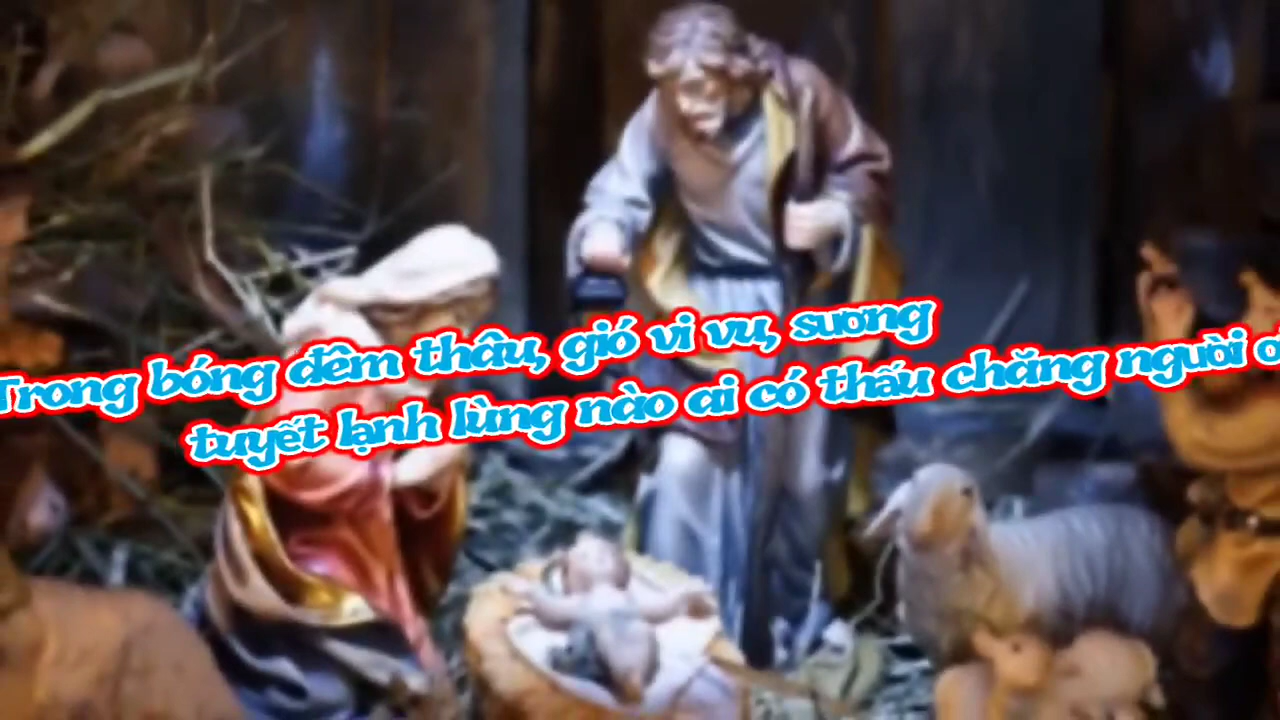 Trong bóng đêm thâu, gió vi vu, sương
tuyết lạnh lùng nào ai có thấu chăng người ơ